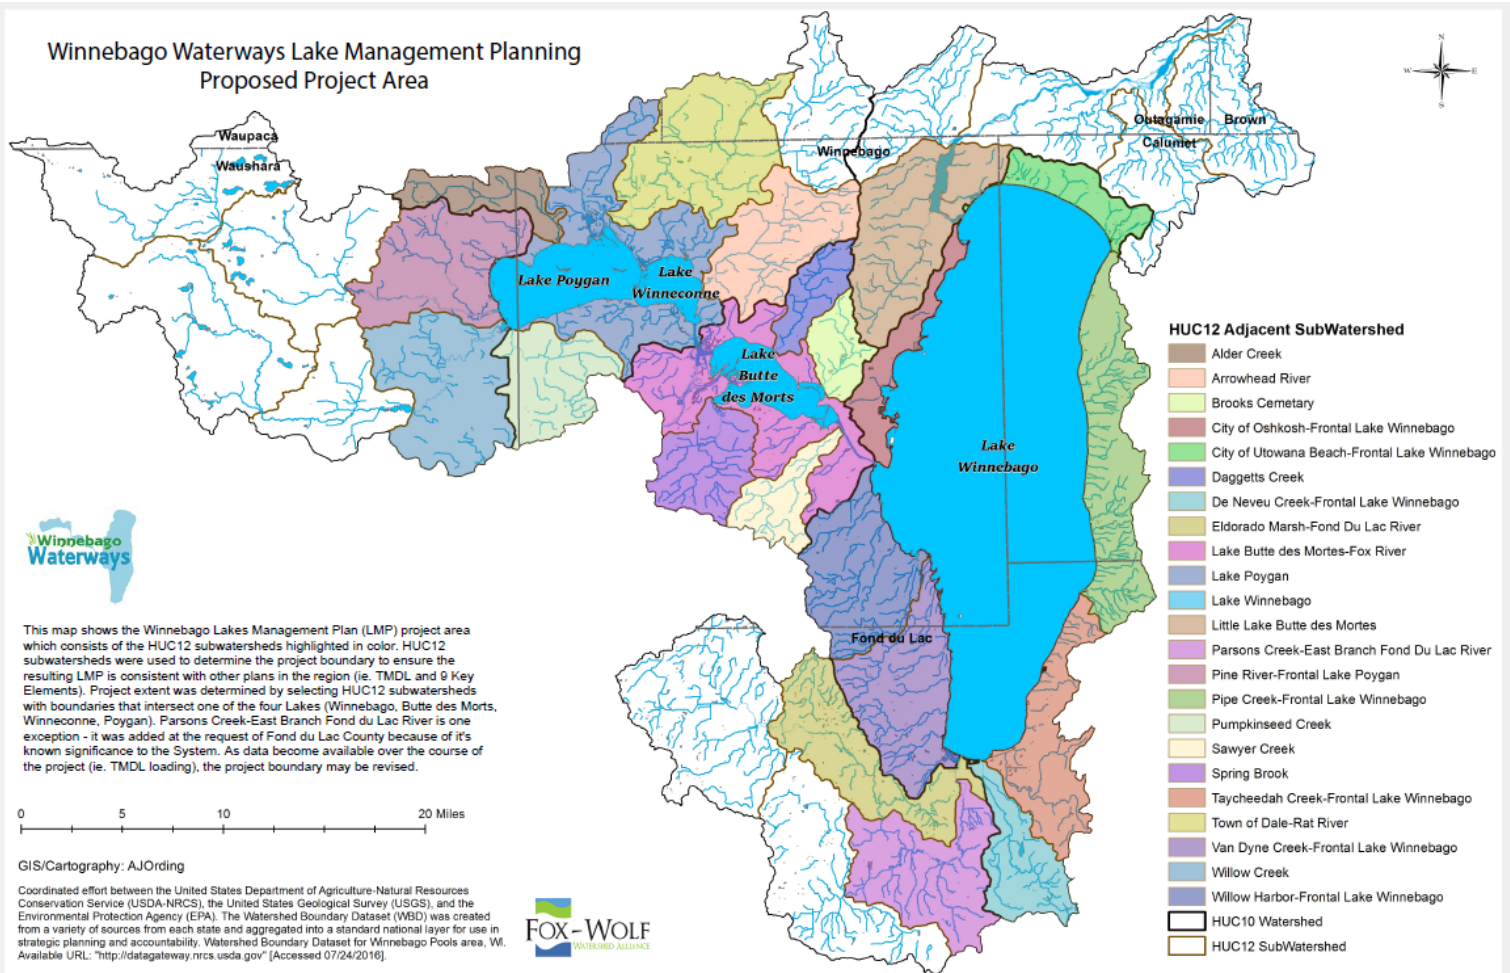 Winnebago Waterways Lake Management Planning
Proposed Project Area
N
W
E
S
Waupaca
Waushara
Winnebago
Outagamie
Brown
Calumet
Lake Poygan
Lake
Winneconne
Lake
Butte
des Morts
Lake
Winnebago
Fond du Lac
HUC12 Adjacent SubWatershed
Alder Creek
Arrowhead River
Brooks Cemetary
City of Oshkosh-Frontal Lake Winnebago
City of Utowana Beach-Frontal Lake Winnebago
Daggetts Creek
De Neveu Creek-Frontal Lake Winnebago
Eldorado Marsh-Fond Du Lac River
Lake Butte des Mortes-Fox River
Lake Poygan
Lake Winnebago
Little Lake Butte des Mortes
Parsons Creek-East Branch Fond Du Lac River
Pine River-Frontal Lake Poygan
Pipe Creek-Frontal Lake Winnebago
Pumpkinseed Creek
Sawyer Creek
Spring Brook
Taycheedah Creek-Frontal Lake Winnebago
Town of Dale-Rat River
Van Dyne Creek-Frontal Lake Winnebago
Willow Creek
Willow Harbor-Frontal Lake Winnebago
HUC10 Watershed
HUC12 SubWatershed
Winnebago
Waterways
This map shows the Winnebago Lakes Management Plan (LMP) project area
which consists of the HUC12 subwatersheds highlighted in color. HUC12
subwatersheds were used to determine the project boundary to ensure the
resulting LMP is consistent with other plans in the region (ie. TMDL and 9 Key
Elements). Project extent was determined by selecting HUC12 subwatersheds
with boundaries that intersect one of the four Lakes (Winnebago, Butte des Morts,
Winneconne, Poygan). Parsons Creek-East Branch Fond du Lac River is one
exception - it was added at the request of Fond du Lac County because of it's
known significance to the System. As data become available over the course of
the project (ie. TMDL loading), the project boundary may be revised.
0 5 10 20 Miles
GIS/Cartography: AJOrding
Coordinated effort between the United States Department of Agriculture-Natural Resources
Conservation Service (USDA-NRCS), the United States Geological Survey (USGS), and the
Environmental Protection Agency (EPA). The Watershed Boundary Dataset (WBD) was created
from a variety of sources from each state and aggregated into a standard national layer for use in
strategic planning and accountability. Watershed Boundary Dataset for Winnebago Pools area, WI.
Available URL: "http://datagateway.nrcs.usda.gov" [Accessed 07/24/2016].
FOX-WOLF
WATERSHED ALLIANCE